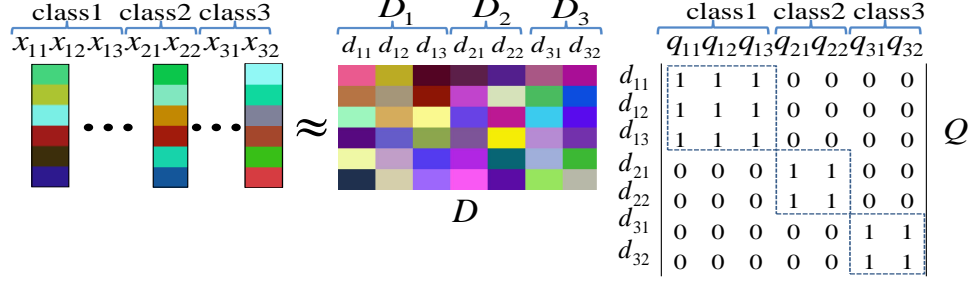 class1 class2 class3 D₁ D₂ D₃ class1 class2 class3
x₁₁ x₁₂ x₁₃ x₂₁ x₂₂ x₃₁ x₃₂ d₁₁ d₁₂ d₁₃ d₂₁ d₂₂ d₃₁ d₃₂ q₁₁ q₁₂ q₁₃ q₂₁ q₂₂ q₃₁ q₃₂
d₁₁ 1 1 1 0 0 0 0
d₁₂ 1 1 1 0 0 0 0
••• ••• ≈ d₁₃ 1 1 1 0 0 0 0 Q
d₂₁ 0 0 0 1 1 0 0
d₂₂ 0 0 0 1 1 0 0
D
d₃₁ 0 0 0 0 0 1 1
d₃₂ 0 0 0 0 0 1 1